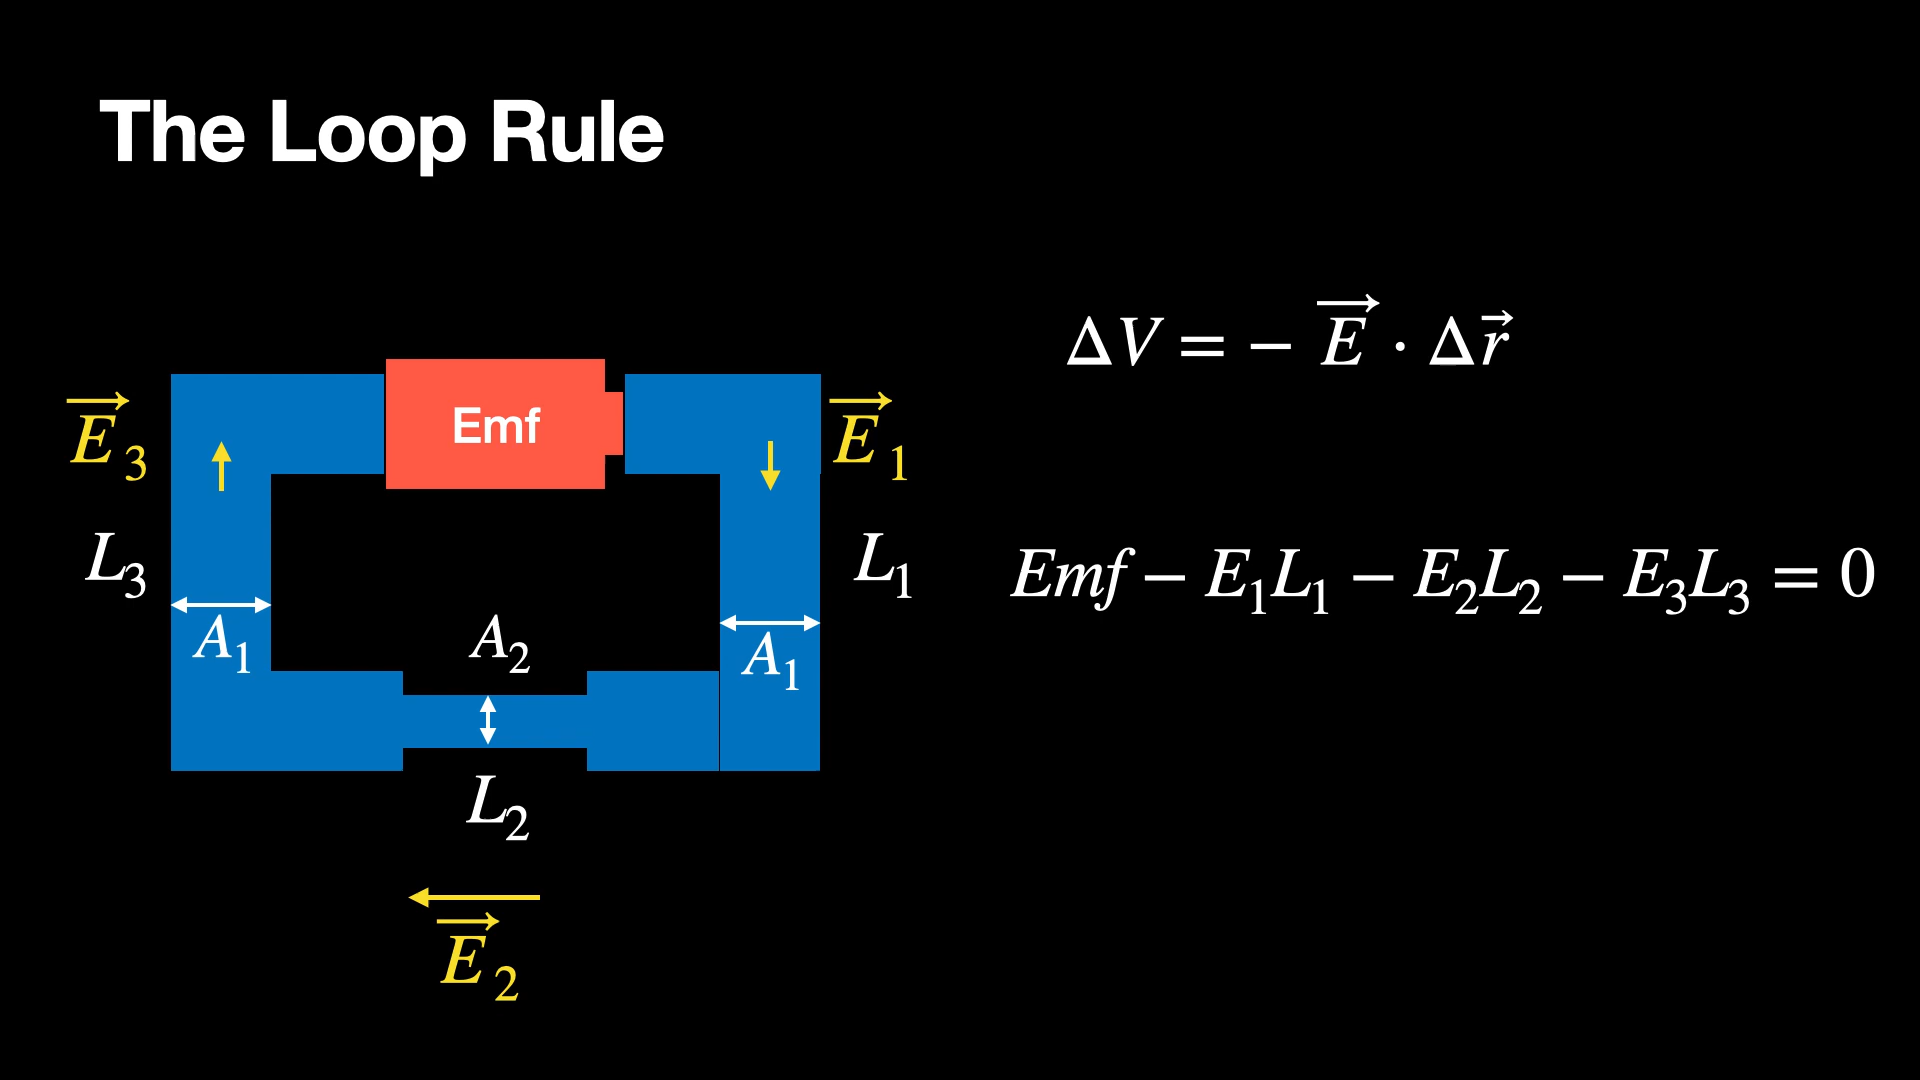 The Loop Rule
ΔV = − E⃗ · Δr⃗
Emf
E⃗₃
E⃗₁
L₃
L₁
Emf − E₁L₁ − E₂L₂ − E₃L₃ = 0
A₁
A₂
A₁
L₂
E⃗₂